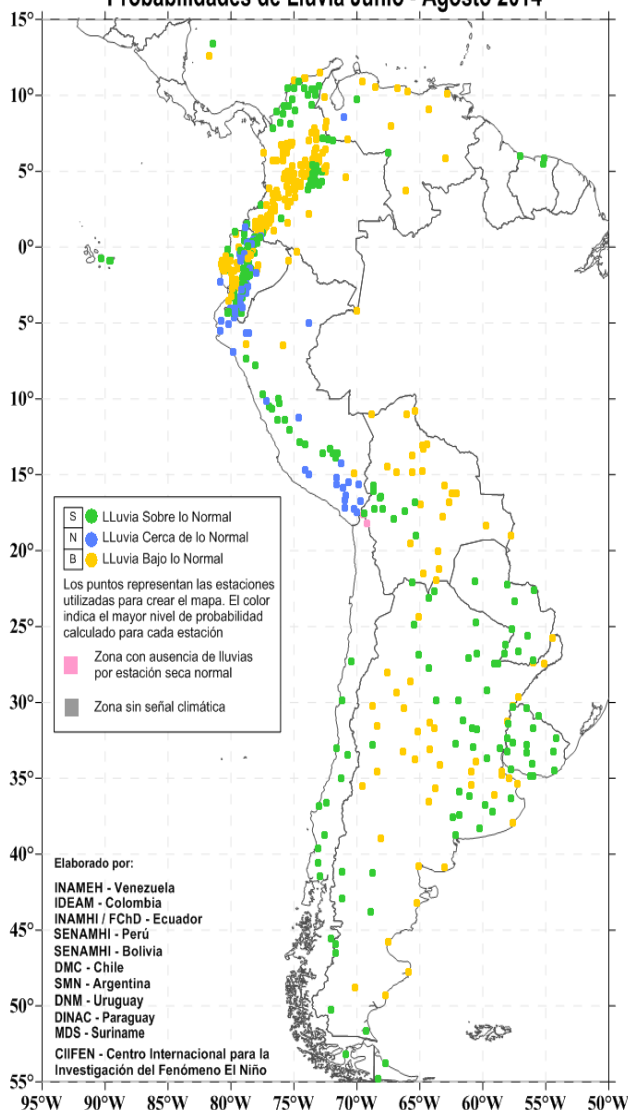 Probabilidades de Lluvia Junio - Agosto 2014
15°
10°
5°
0°
5°
10°
15°
20°
25°
30°
35°
40°
45°
50°
55°
S LLuvia Sobre lo Normal
N LLuvia Cerca de lo Normal
B LLuvia Bajo lo Normal
Los puntos representan las estaciones
utilizadas para crear el mapa. El color
indica el mayor nivel de probabilidad
calculado para cada estación
Zona con ausencia de lluvias
por estación seca normal
Zona sin señal climática
Elaborado por:
INAMEH - Venezuela
IDEAM - Colombia
INAMHI / FChD - Ecuador
SENAMHI - Perú
SENAMHI - Bolivia
DMC - Chile
SMN - Argentina
DNM - Uruguay
DINAC - Paraguay
MDS - Suriname
CIIFEN - Centro Internacional para la
Investigación del Fenómeno El Niño
95°W 90°W 85°W 80°W 75°W 70°W 65°W 60°W 55°W 50°W